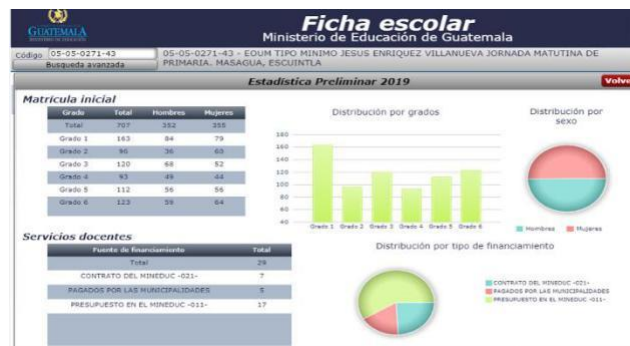 GUATEMALA
Ficha escolar
Ministerio de Educación de Guatemala
Código 05-05-0271-43
Busqueda avanzada
05-05-0271-43 - EOUM TIPO MINIMO JESUS ENRIQUEZ VILLANUEVA JORNADA MATUTINA DE
PRIMARIA. MASAGUA, ESCUINTLA
Estadística Preliminar 2019
Volve
Matrícula inicial
Grado Total Hombres Mujeres
Total 707 352 355
Grado 1 163 84 79
Grado 2 96 36 60
Grado 3 120 68 52
Grado 4 93 49 44
Grado 5 112 56 56
Grado 6 123 59 64
Distribución por grados
180
160
140
120
100
80
60
40
Grado 1 Grado 2 Grado 3 Grado 4 Grado 5 Grado 6
Distribución por
sexo
Hombres Mujeres
Servicios docentes
Fuente de financiamiento Total
Total 29
CONTRATO DEL MINEDUC -021- 7
PAGADOS POR LAS MUNICIPALIDADES 5
PRESUPUESTO EN EL MINEDUC -011- 17
Distribución por tipo de financiamiento
CONTRATO DEL MINEDUC -021-
PAGADOS POR LAS MUNICIPALIDADES
PRESUPUESTO EN EL MINEDUC -011-